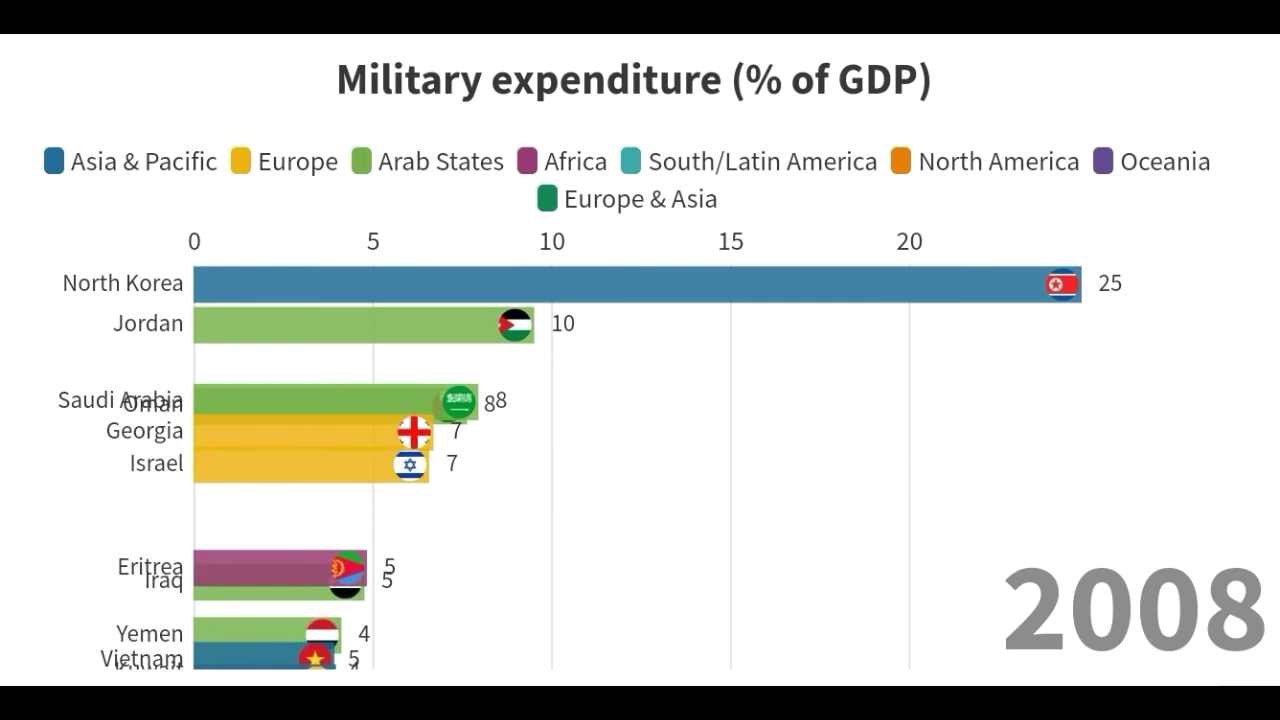 Military expenditure (% of GDP)
Asia & Pacific Europe Arab States Africa South/Latin America North America Oceania
Europe & Asia
0 5 10 15 20
North Korea 25
Jordan 10
Saudi Arabia 8
Oman 8
Georgia 7
Israel 7
Eritrea 5
Iraq 5
2008
Yemen 4
Vietnam 5